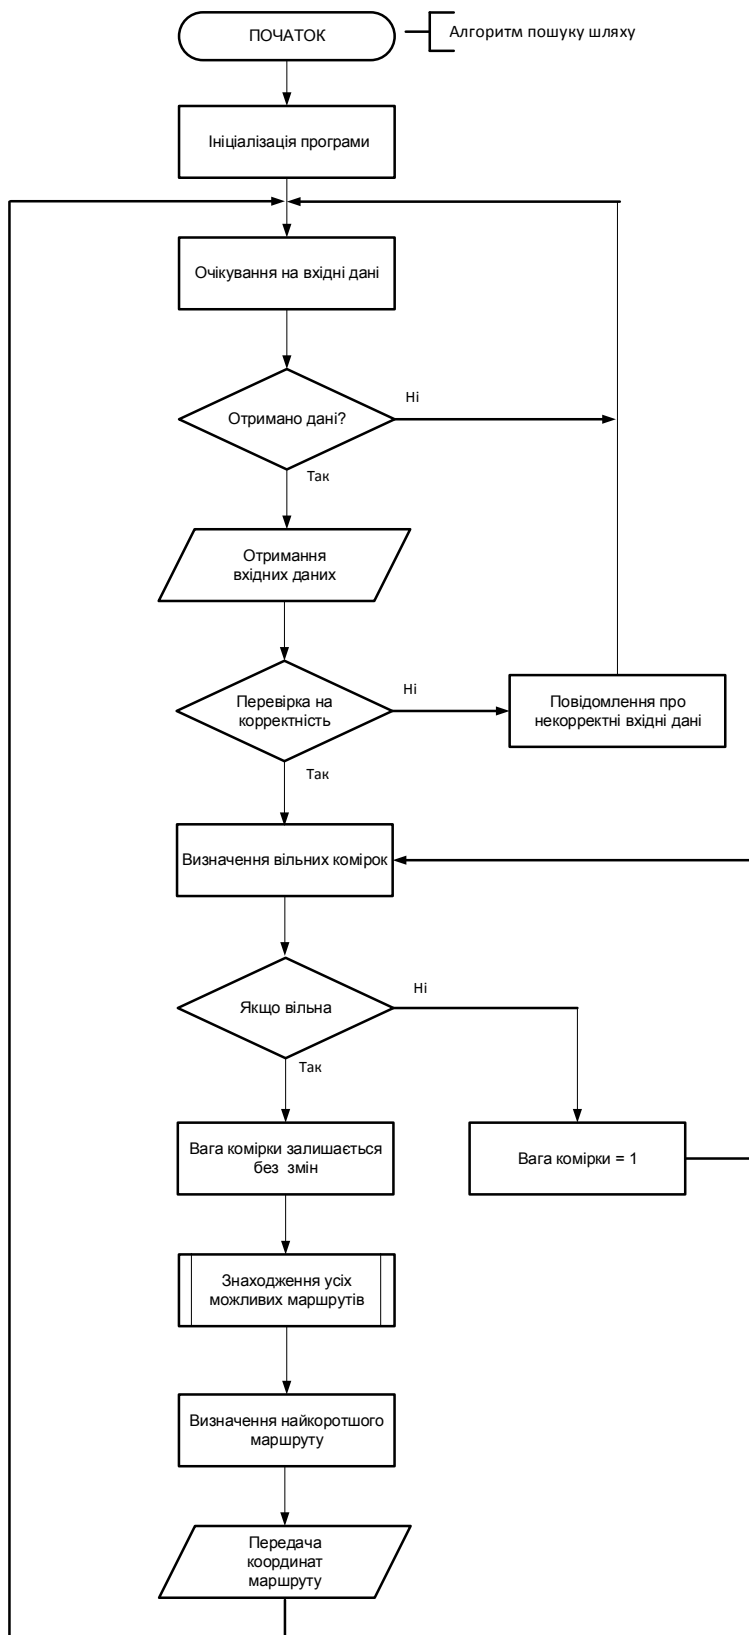 ПОЧАТОК
Алгоритм пошуку шляху
Ініціалізація програми
Очікування на вхідні дані
Отримано дані?
Ні
Так
Отримання
вхідних даних
Перевірка на
корректність
Ні
Повідомлення про
некорректні вхідні дані
Так
Визначення вільних комірок
Якщо вільна
Ні
Так
Вага комірки залишається
без змін
Вага комірки = 1
Знаходження усіх
можливих маршрутів
Визначення найкоротшого
маршруту
Передача
координат
маршруту